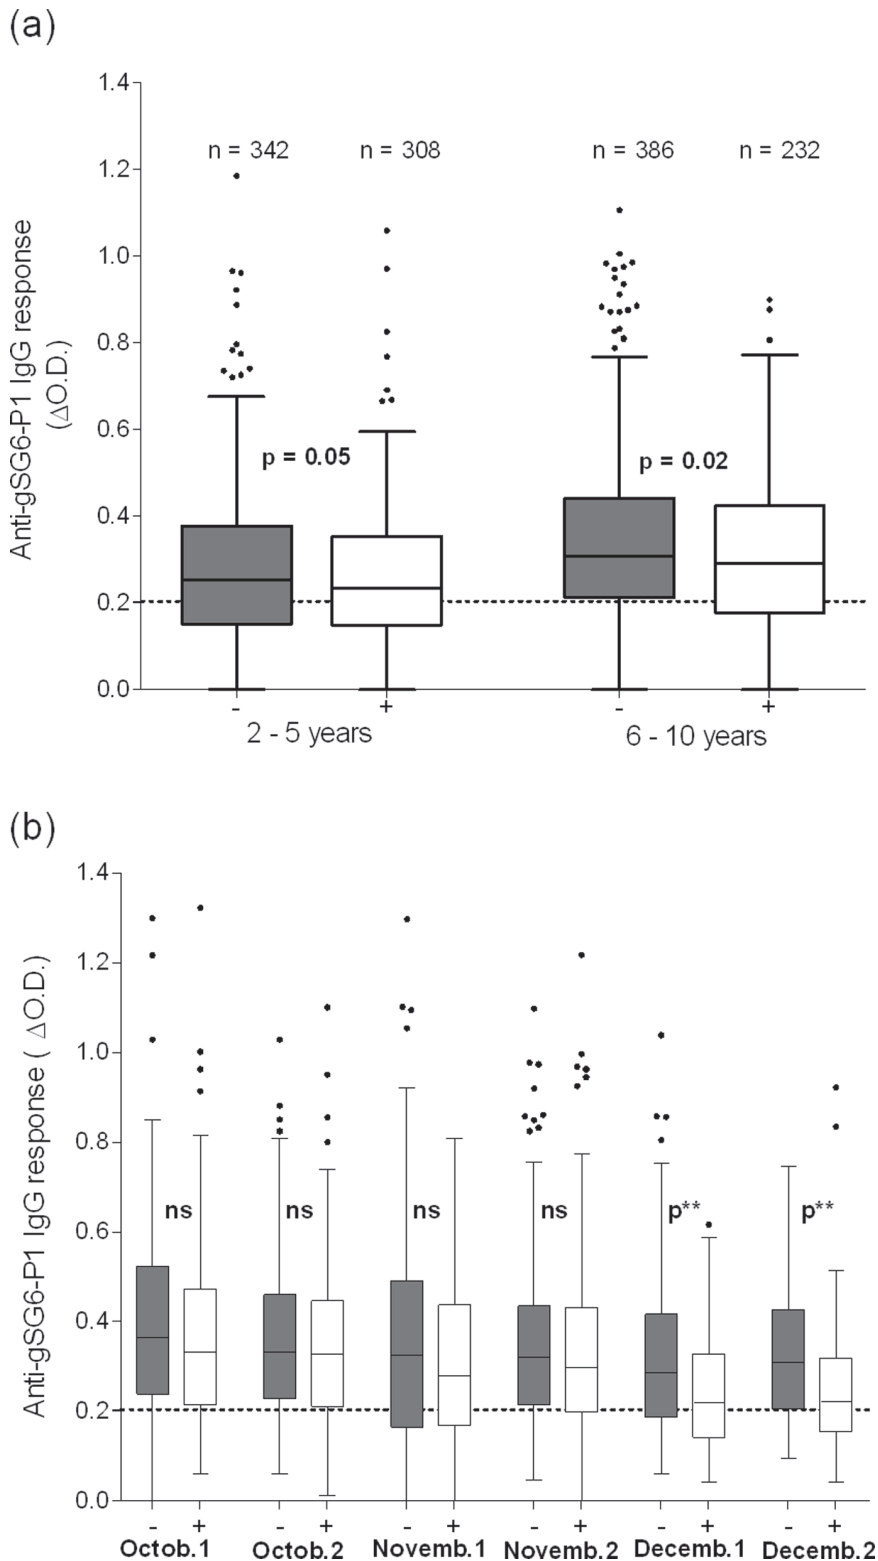 (a)
1.4
n = 342 n = 308 n = 386 n = 232
1.2
1.0
0.8
0.6
p = 0.05 p = 0.02
0.4
0.2
0.0
Anti-gSG6-P1 IgG response
(ΔO.D.)
- + - +
2 - 5 years 6 - 10 years
(b)
1.4
1.2
1.0
0.8
ns ns ns ns p** p**
0.6
0.4
0.2
0.0
Anti-gSG6-P1 IgG response ( ΔO.D.)
- + - + - + - + - + - +
Octob.1 Octob.2 Novemb.1 Novemb.2 Decemb.1 Decemb.2